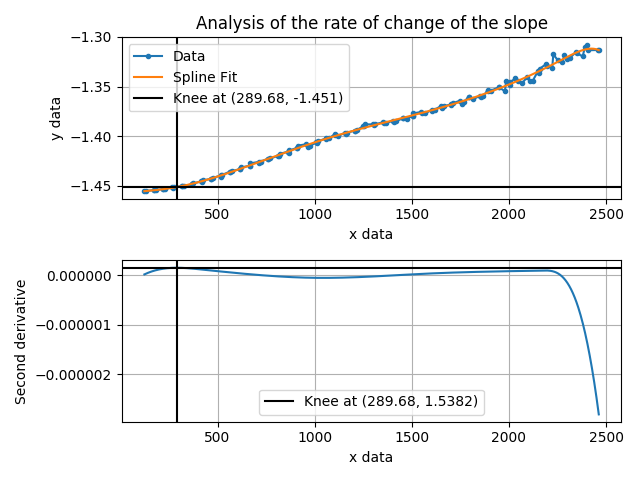 Analysis of the rate of change of the slope
−1.30
−1.35
−1.40
−1.45
y data
Data
Spline Fit
Knee at (289.68, -1.451)
500 1000 1500 2000 2500
x data
0.000000
−0.000001
−0.000002
Second derivative
Knee at (289.68, 1.5382)
500 1000 1500 2000 2500
x data